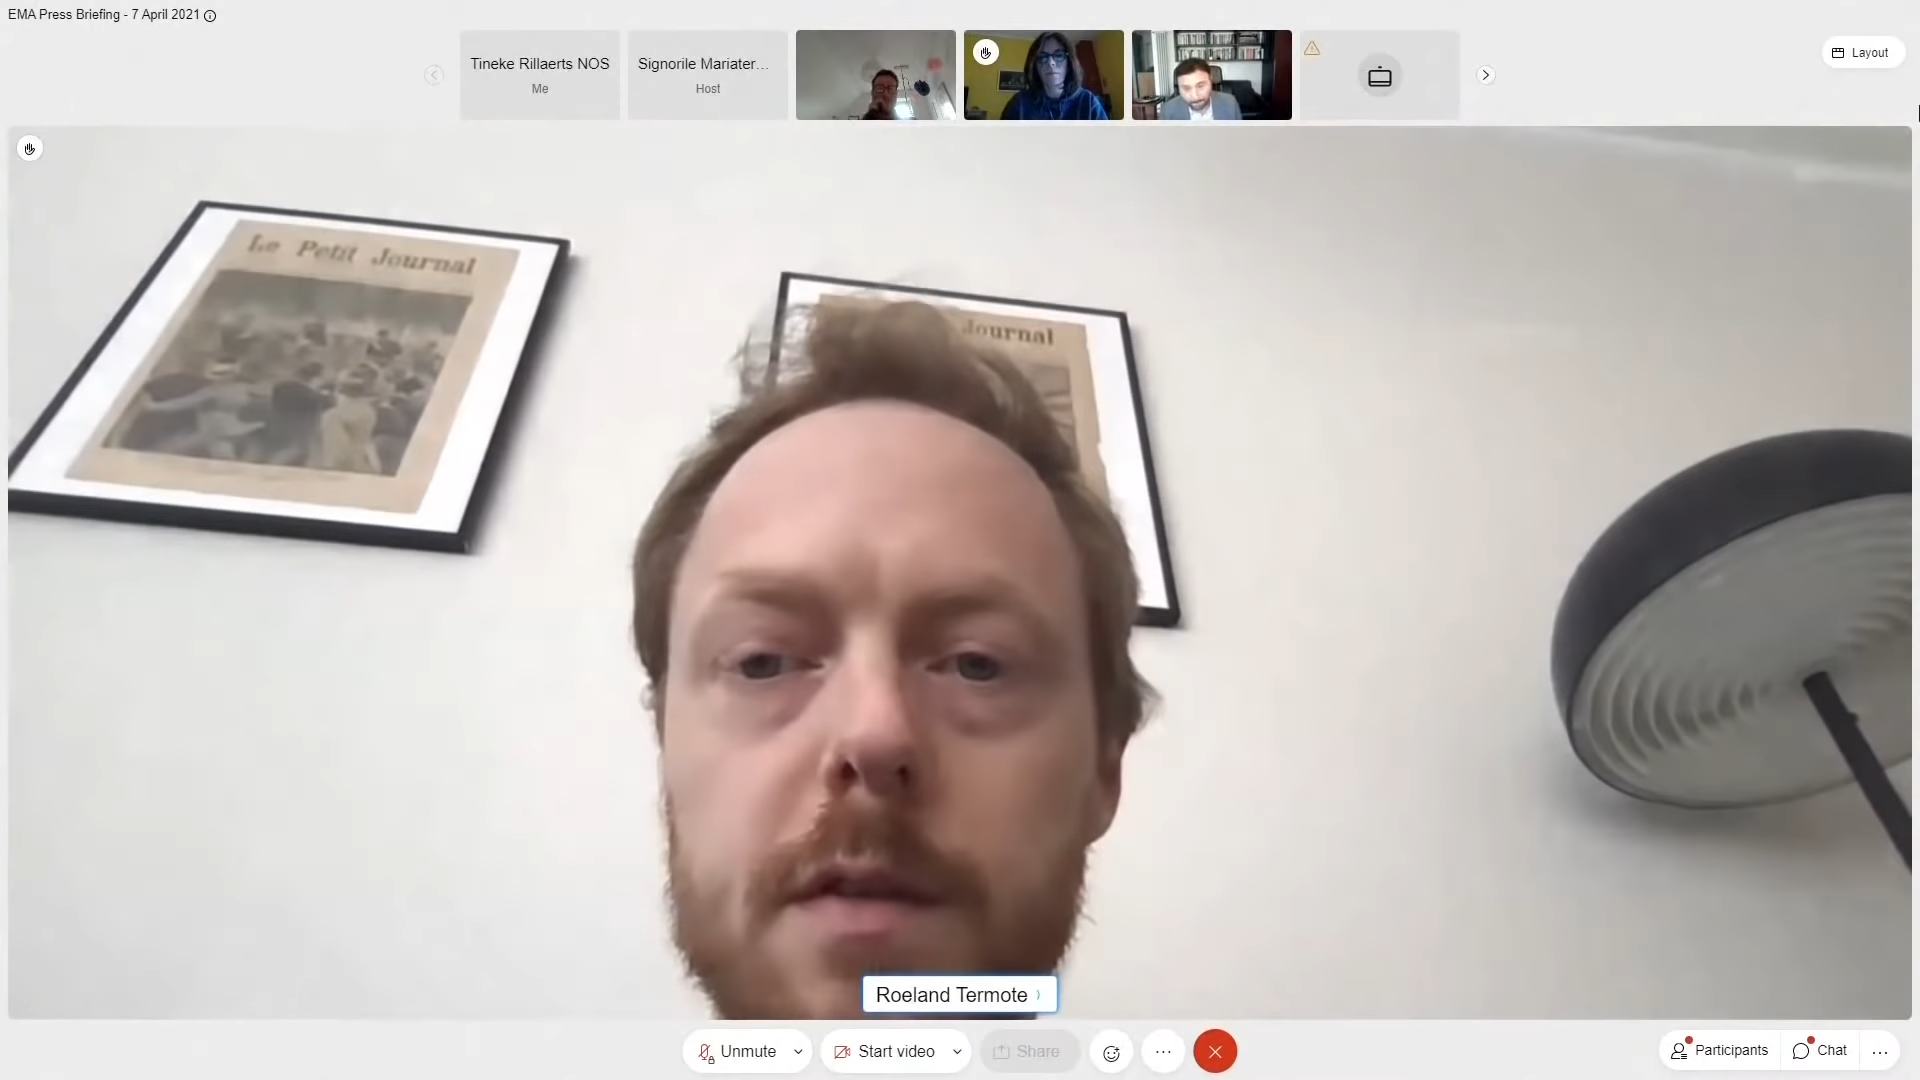 EMA Press Briefing - 7 April 2021
Tineke Rillaerts NOS
Me
Signorile Mariater...
Host
Layout
Le Petit Journal
Journal
Roeland Termote
Unmute
Start video
Share
Participants
Chat